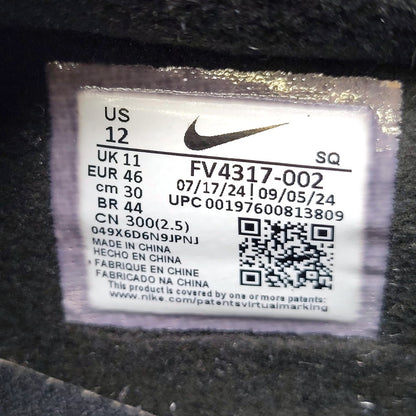 US
12
SQ
UK 11
EUR 46
cm 30
BR 44
CN 300(2.5)
FV4317-002
07/17/24 | 09/05/24
UPC 00197600813809
049X6D6N9JPNJ
MADE IN CHINA
HECHO EN CHINA
FABRIQUE EN CHINE
FABRICADO NA CHINA
This product is covered by one or more patents:
www.nike.com/patentsvirtualmarking